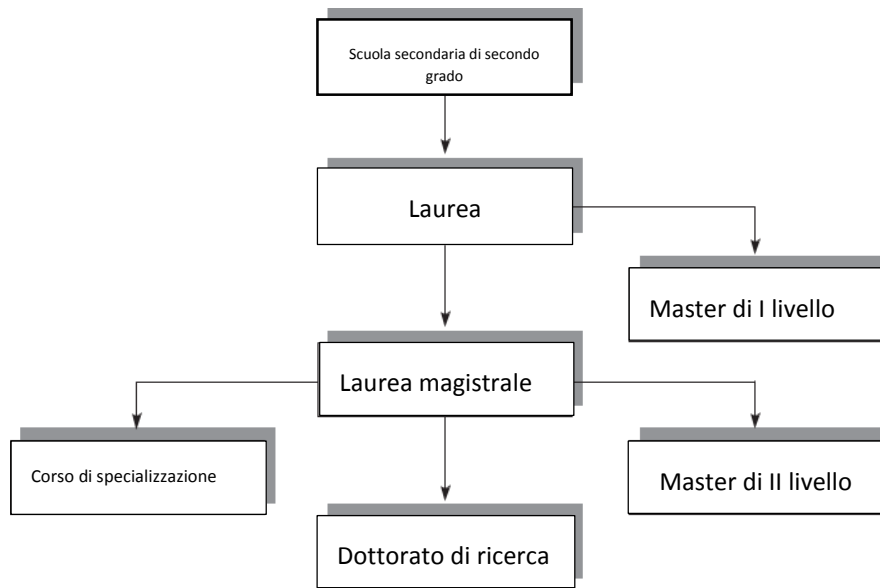 Scuola secondaria di secondo
grado
Laurea
Master di I livello
Laurea magistrale
Corso di specializzazione
Master di II livello
Dottorato di ricerca